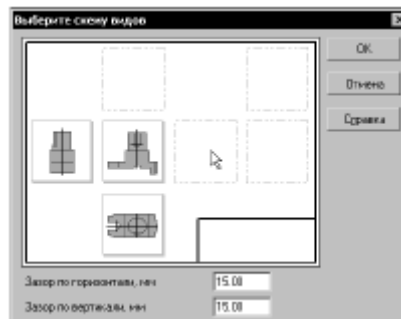 Выберите схему видов
OK
Отмена
Справка
Зазор по горизонтали, мм 15.00
Зазор по вертикали, мм 15.00